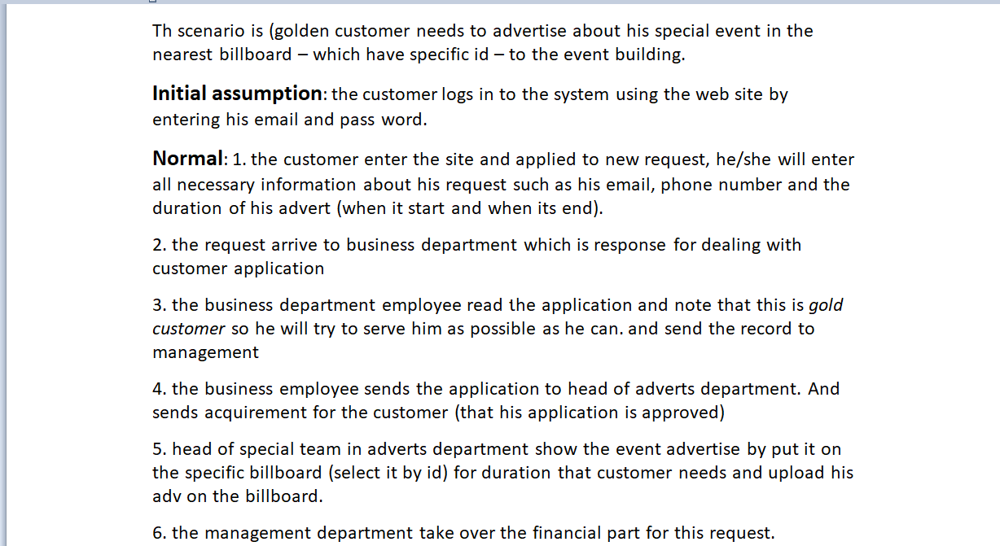 Th scenario is (golden customer needs to advertise about his special event in the
nearest billboard – which have specific id – to the event building.
Initial assumption: the customer logs in to the system using the web site by
entering his email and pass word.
Normal: 1. the customer enter the site and applied to new request, he/she will enter
all necessary information about his request such as his email, phone number and the
duration of his advert (when it start and when its end).
2. the request arrive to business department which is response for dealing with
customer application
3. the business department employee read the application and note that this is gold
customer so he will try to serve him as possible as he can. and send the record to
management
4. the business employee sends the application to head of adverts department. And
sends acquirement for the customer (that his application is approved)
5. head of special team in adverts department show the event advertise by put it on
the specific billboard (select it by id) for duration that customer needs and upload his
adv on the billboard.
6. the management department take over the financial part for this request.